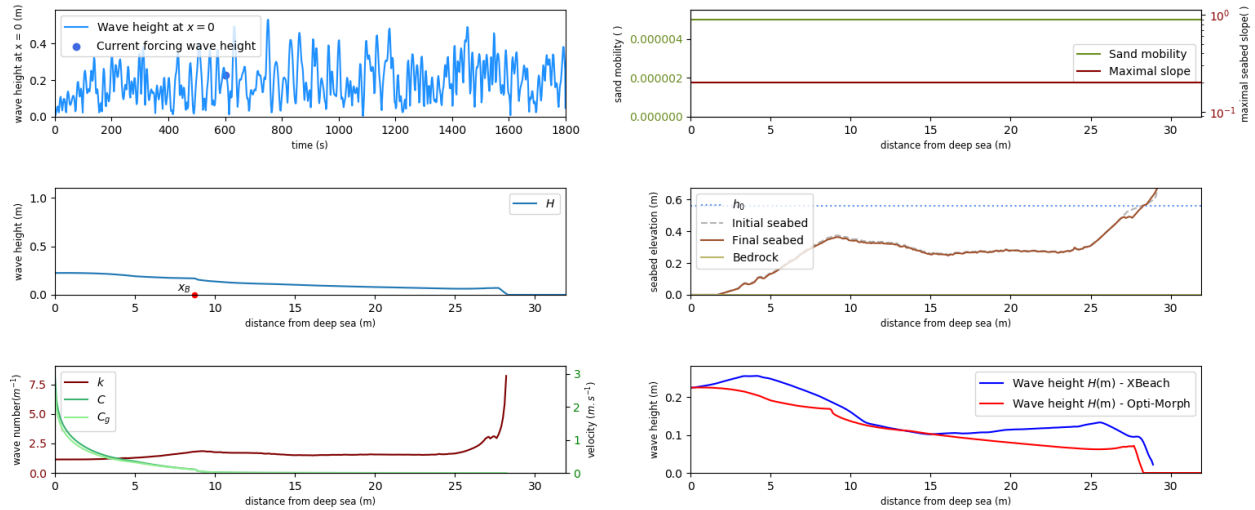 wave height at x = 0 (m)
0.4
0.2
0.0
Wave height at x = 0
Current forcing wave height
0 200 400 600 800 1000 1200 1400 1600 1800
time (s)
sand mobility ( )
0.000004
0.000002
0.000000
Sand mobility
Maximal slope
10⁰
10⁻¹
maximal seabed slope( )
0 5 10 15 20 25 30
distance from deep sea (m)
wave height (m)
1.0
0.5
0.0
H
x_B
0 5 10 15 20 25 30
distance from deep sea (m)
seabed elevation (m)
0.6
0.4
0.2
0.0
h₀
Initial seabed
Final seabed
Bedrock
0 5 10 15 20 25 30
distance from deep sea (m)
wave number(m⁻¹)
7.5
5.0
2.5
0.0
k
C
C_g
3
2
1
0
velocity (m. s⁻¹)
0 5 10 15 20 25 30
distance from deep sea (m)
wave height (m)
0.2
0.1
0.0
Wave height H(m) - XBeach
Wave height H(m) - Opti-Morph
0 5 10 15 20 25 30
distance from deep sea (m)